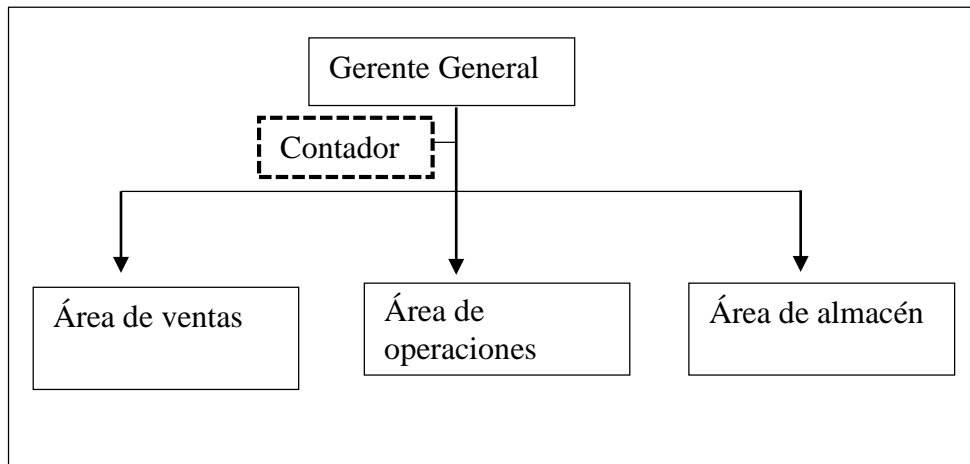 Gerente General
Contador
Área de ventas
Área de
operaciones
Área de almacén